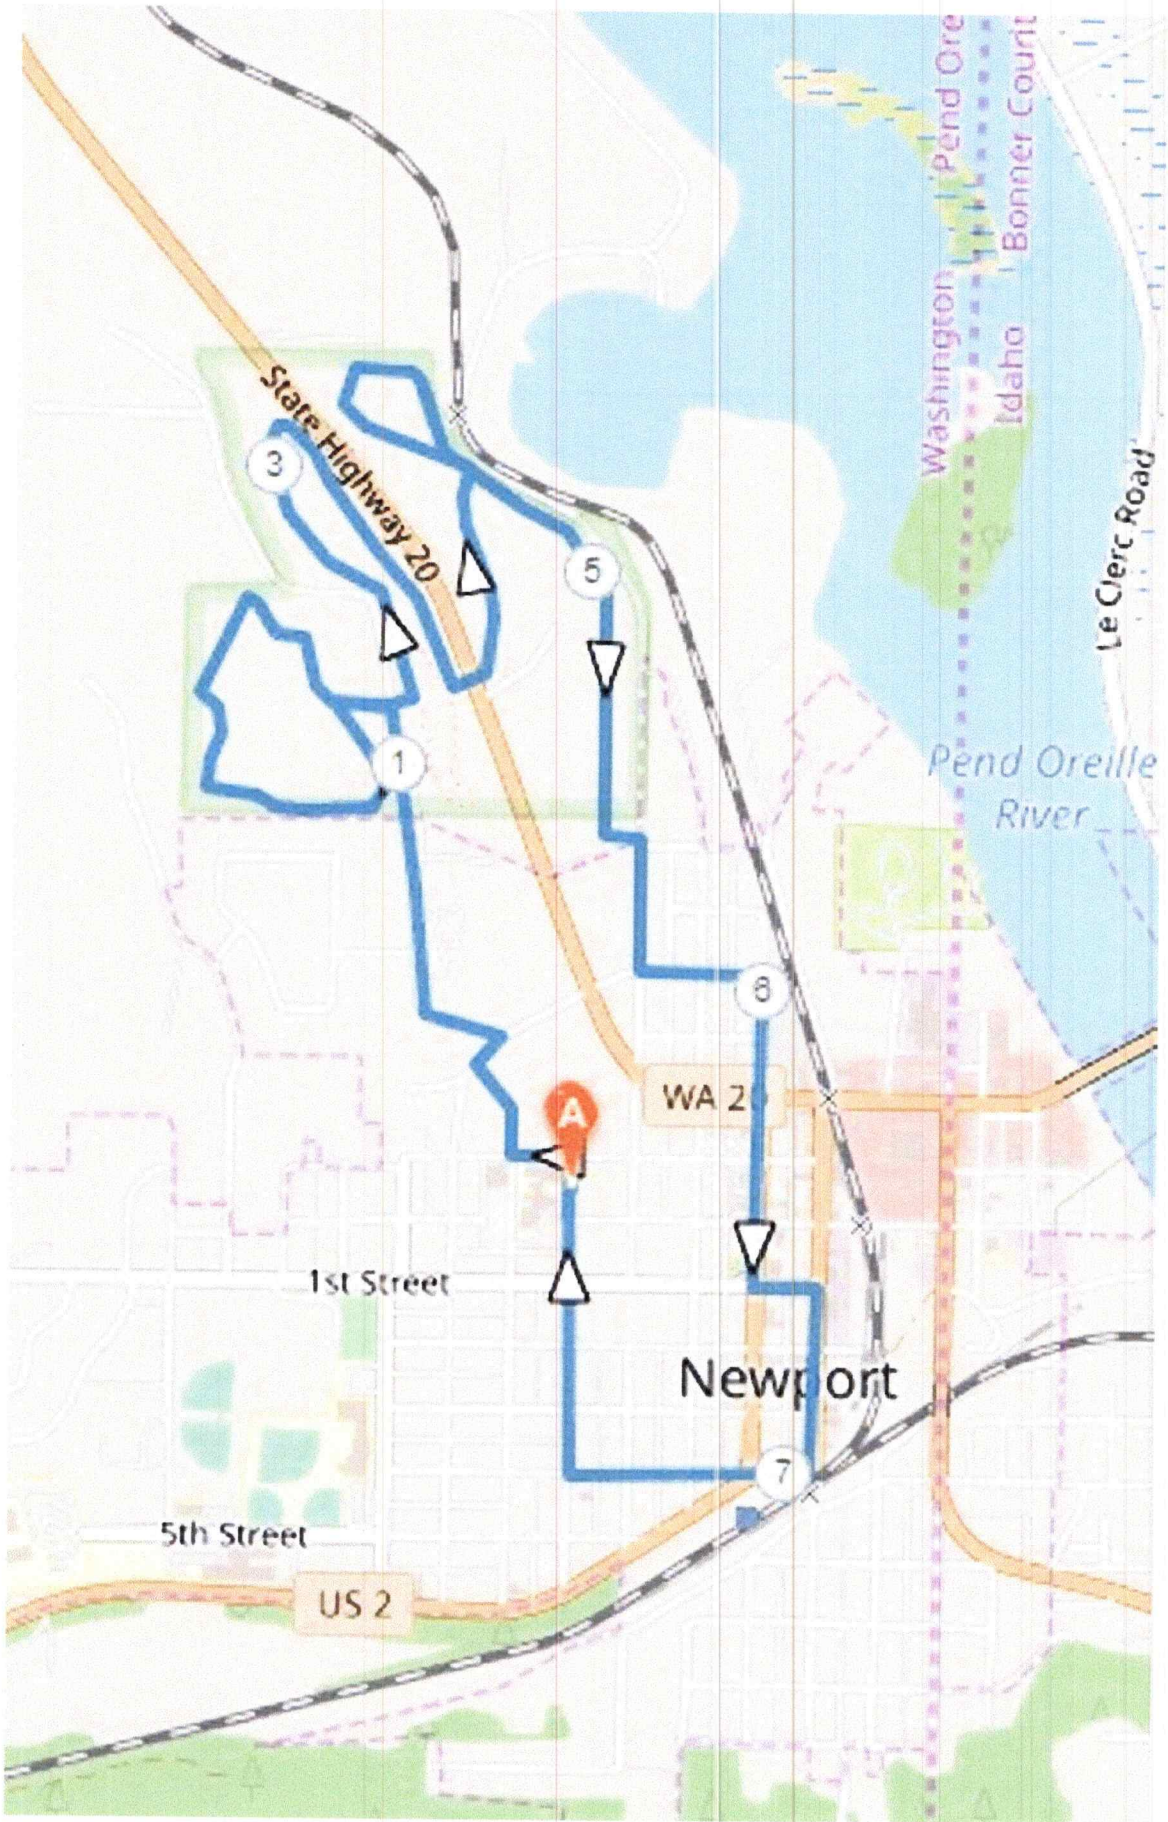 Pend Ore
Bonner Count
Washington
Idaho
State Highway 20
3
Le Clerc Road
5
1
Pend Oreille
River
6
A
WA 2
1st Street
Newport
7
5th Street
US 2